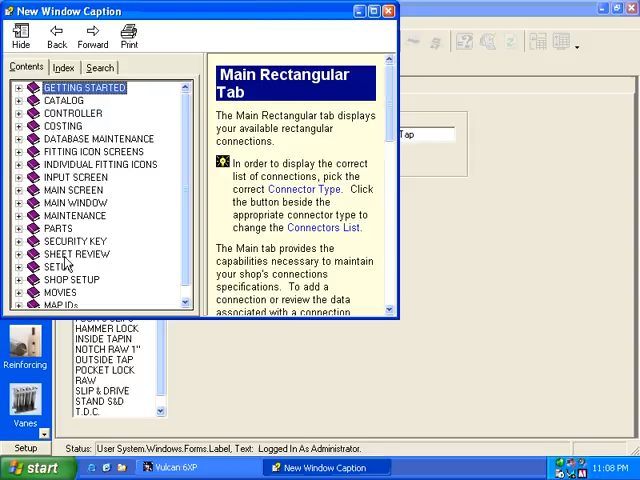 New Window Caption
Hide
Back
Forward
Print
Contents
Index
Search
GETTING STARTED
CATALOG
CONTROLLER
COSTING
DATABASE MAINTENANCE
FITTING ICON SCREENS
INDIVIDUAL FITTING ICONS
INPUT SCREEN
MAIN SCREEN
MAIN WINDOW
MAINTENANCE
PARTS
SECURITY KEY
SHEET REVIEW
SETUP
SHOP SETUP
MOVIES
MAP IDs
Main Rectangular
Tab
The Main Rectangular tab displays
your available rectangular
connections.
In order to display the correct
list of connections, pick the
correct Connector Type. Click
the button beside the
appropriate connector type to
change the Connectors List.
The Main tab provides the
capabilities necessary to maintain
your shop's connections
specifications. To add a
connection or review the data
associated with a connection
Tap
HAMMER LOCK
INSIDE TAPIN
NOTCH RAW 1"
OUTSIDE TAP
POCKET LOCK
RAW
SLIP & DRIVE
STAND S&D
T.D.C.
Reinforcing
Vanes
Setup
Status: User System.Windows.Forms.Label, Text: Logged In As Administrator.
start
Vulcan 6XP
New Window Caption
11:08 PM